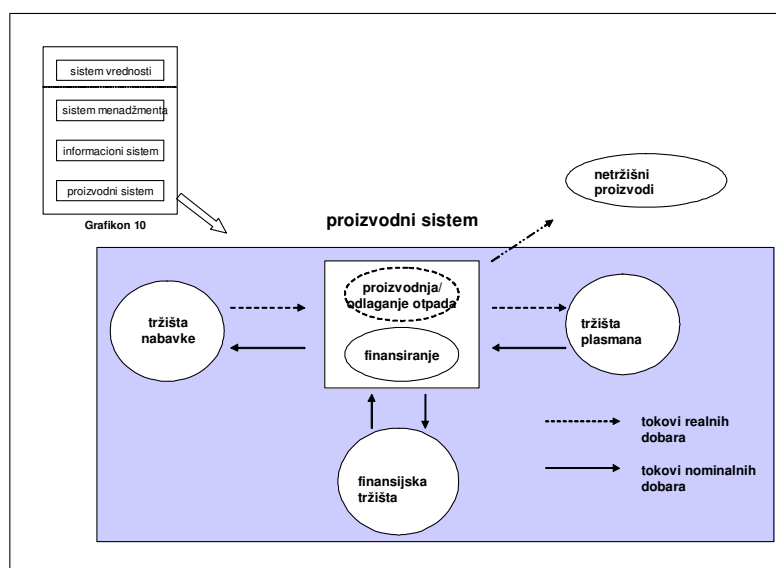 sistem vrednosti
sistem menadžmenta
informacioni sistem
proizvodni sistem
Grafikon 10
netržišni
proizvodi
proizvodni sistem
proizvodnja/
odlaganje otpada
finansiranje
tržišta
nabavke
tržišta
plasmana
finansijska
tržišta
tokovi realnih
dobara
tokovi nominalnih
dobara